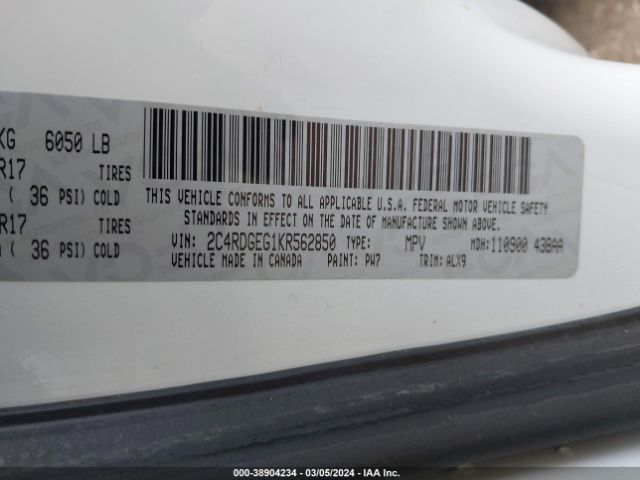 KG 6050 LB
R17 TIRES
( 36 PSI) COLD
R17 TIRES
( 36 PSI) COLD
THIS VEHICLE CONFORMS TO ALL APPLICABLE U.S.A. FEDERAL MOTOR VEHICLE SAFETY
STANDARDS IN EFFECT ON THE DATE OF MANUFACTURE SHOWN ABOVE.
VIN: 2C4RDGEG1KR562850 TYPE: MPV MDH: 110900 438AA
VEHICLE MADE IN CANADA PAINT: PW7 TRIM: ALX9
000-38904234 — 03/05/2024 — IAA Inc.